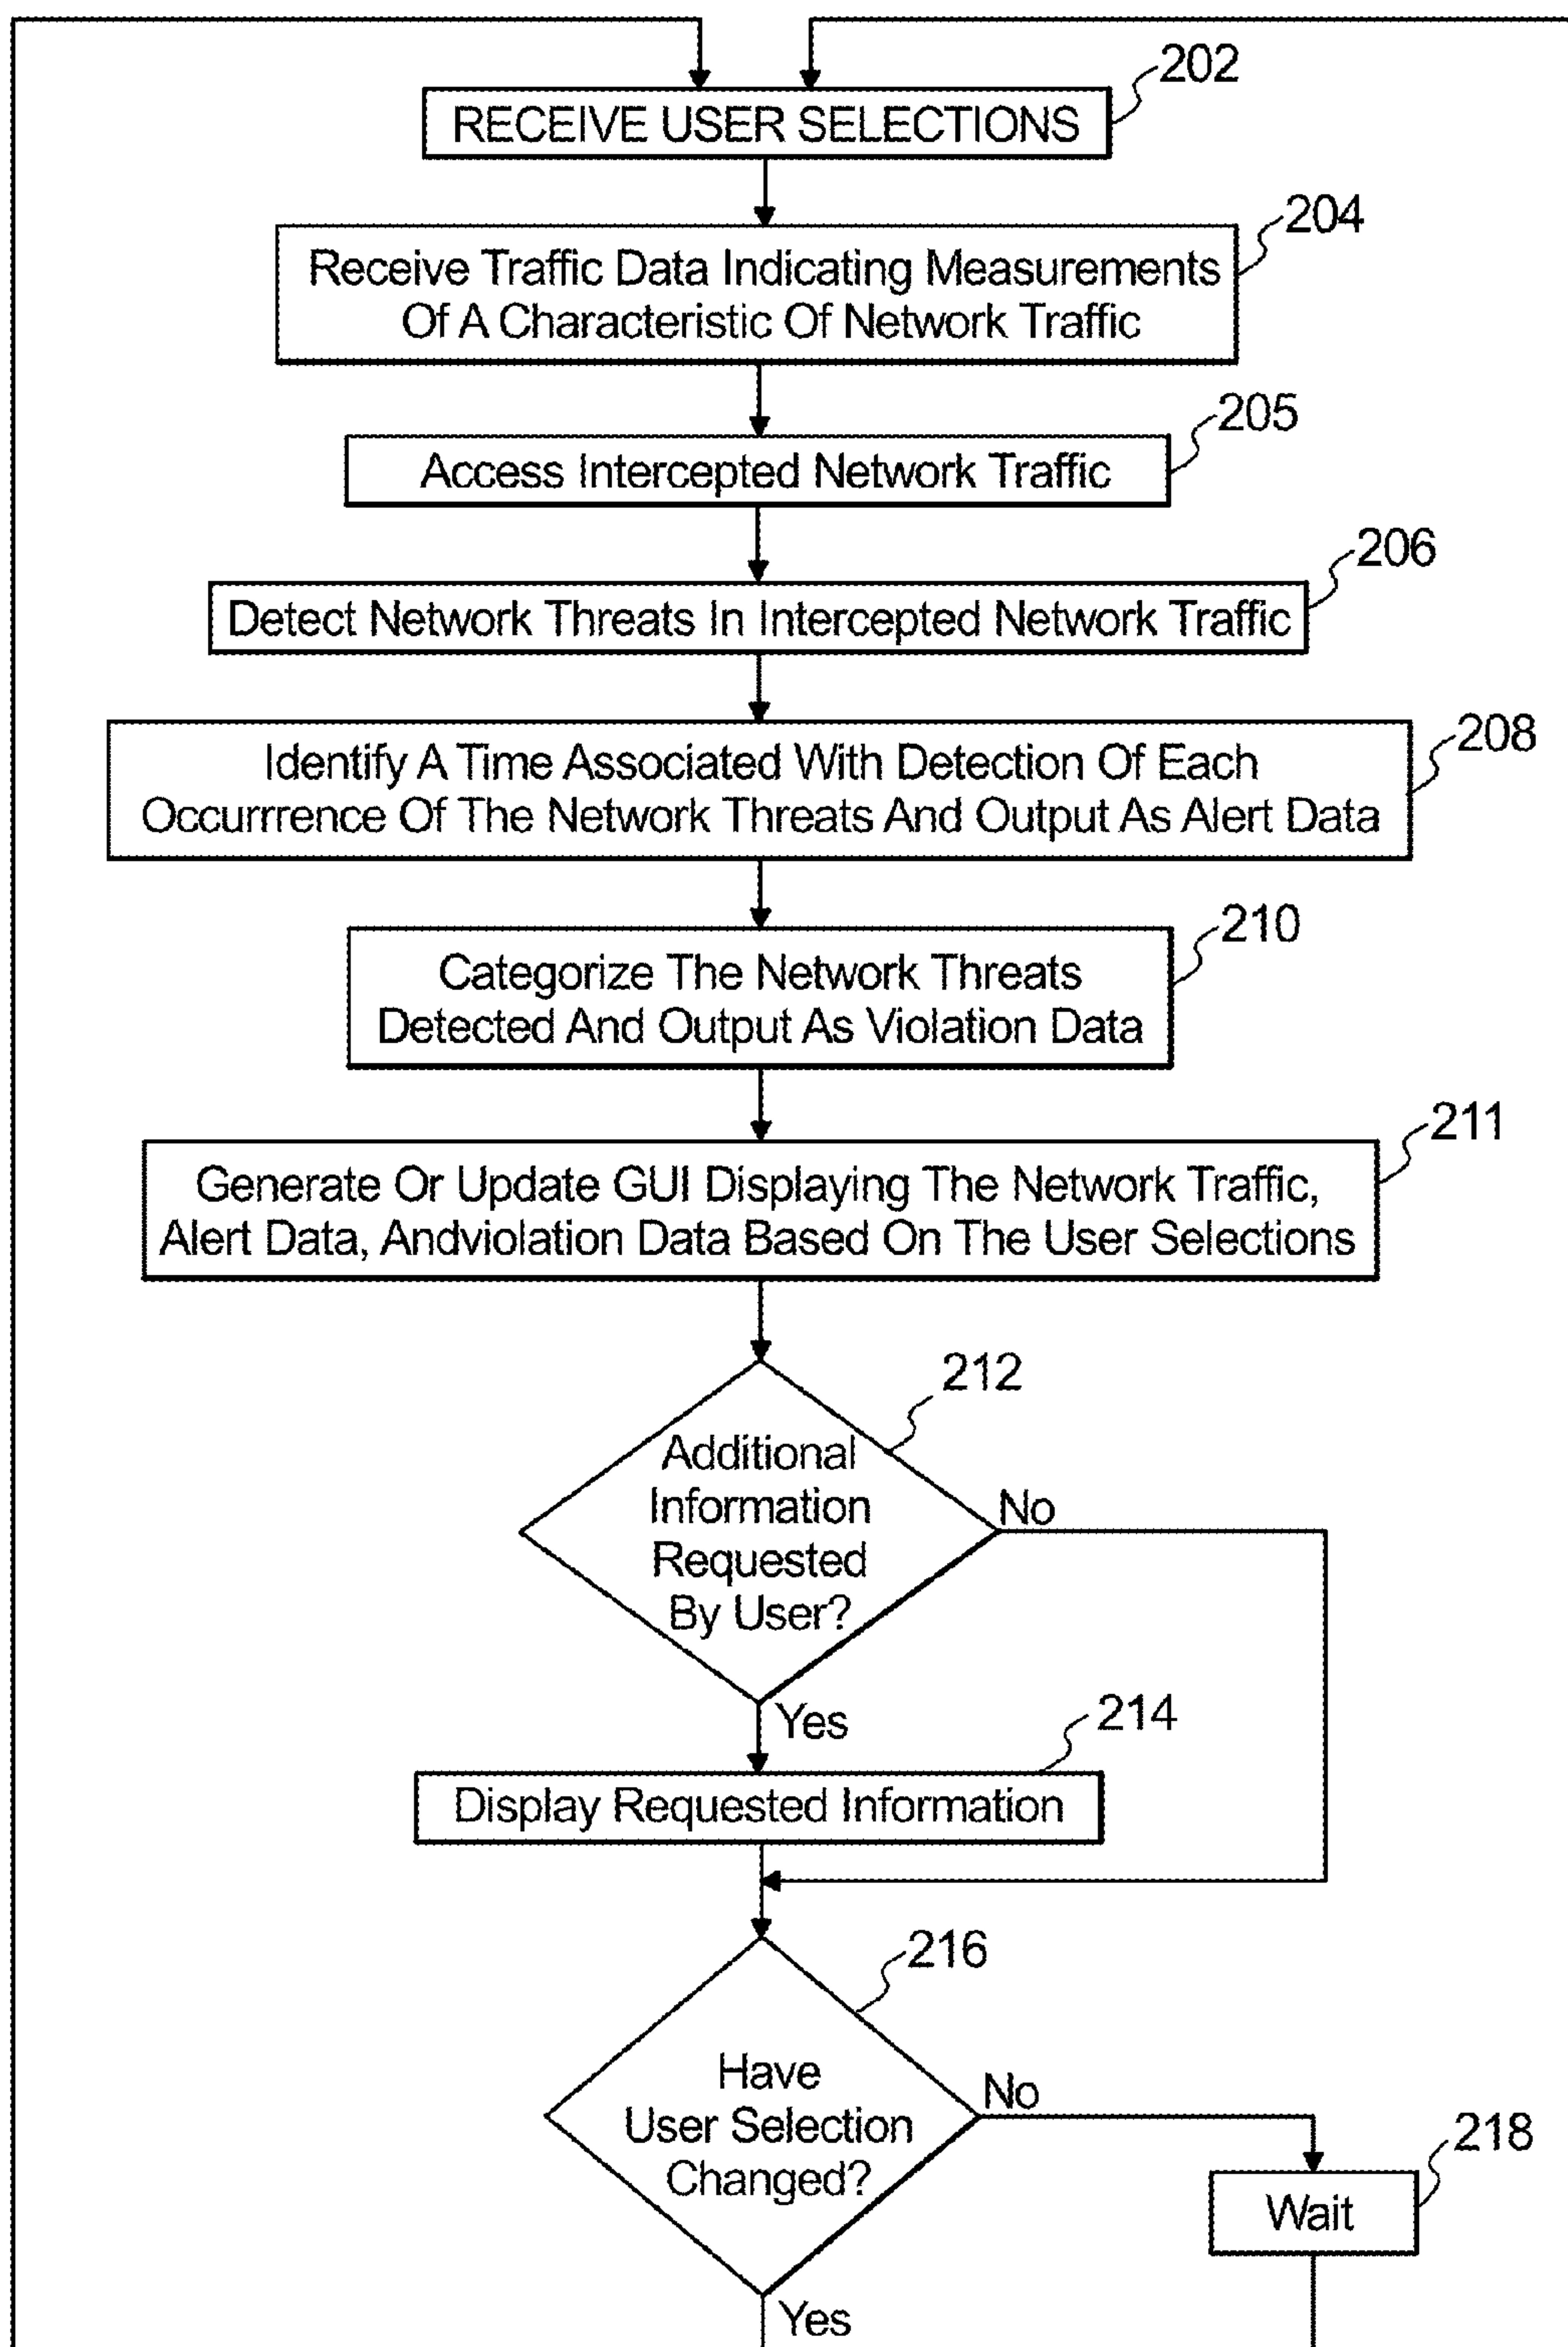 202
RECEIVE USER SELECTIONS
204
Receive Traffic Data Indicating Measurements
Of A Characteristic Of Network Traffic
205
Access Intercepted Network Traffic
206
Detect Network Threats In Intercepted Network Traffic
208
Identify A Time Associated With Detection Of Each
Occurrrence Of The Network Threats And Output As Alert Data
210
Categorize The Network Threats
Detected And Output As Violation Data
211
Generate Or Update GUI Displaying The Network Traffic,
Alert Data, Andviolation Data Based On The User Selections
212
Additional
Information
Requested
By User?
No
Yes
214
Display Requested Information
216
Have
User Selection
Changed?
No
218
Wait
Yes